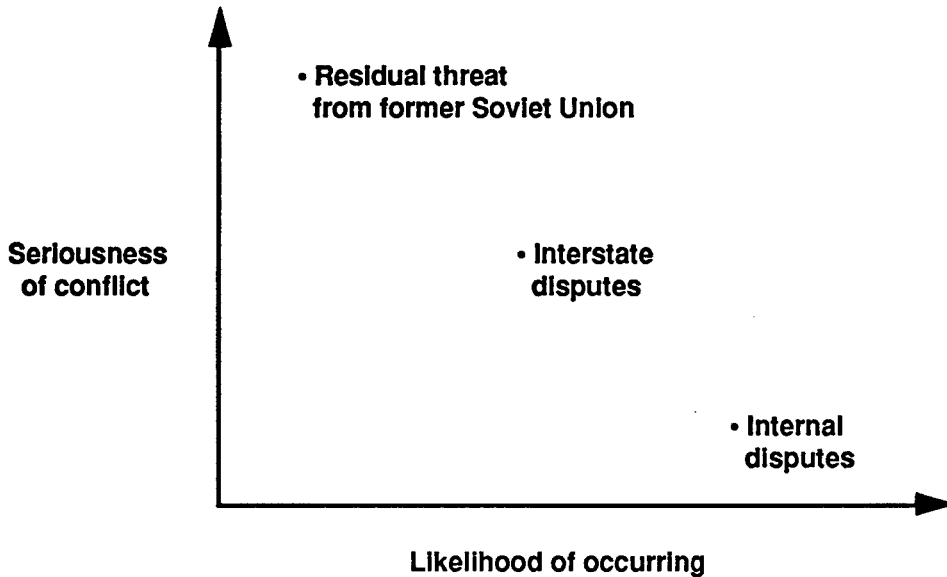 • Residual threat
from former Soviet Union
Seriousness
of conflict
• Interstate
disputes
• Internal
disputes
Likelihood of occurring